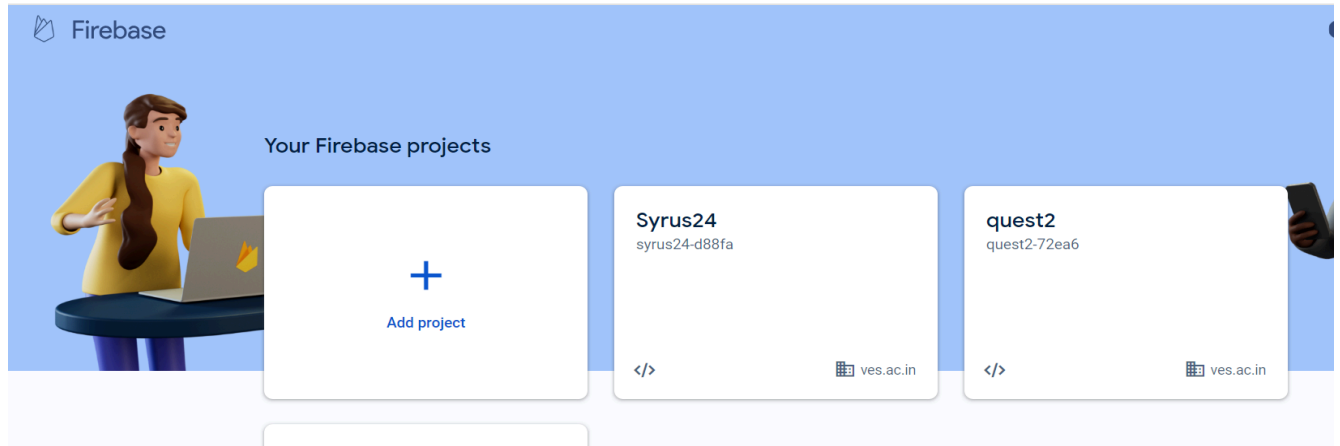 Firebase
Your Firebase projects
Add project
Syrus24
syrus24-d88fa
</>
ves.ac.in
quest2
quest2-72ea6
</>
ves.ac.in